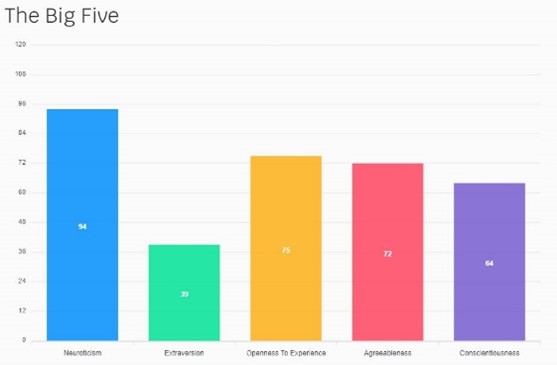 The Big Five
120
108
96
84
72
60
48
36
24
12
0
94
39
75
72
64
Neuroticism
Extraversion
Openness To Experience
Agreeableness
Conscientiousness